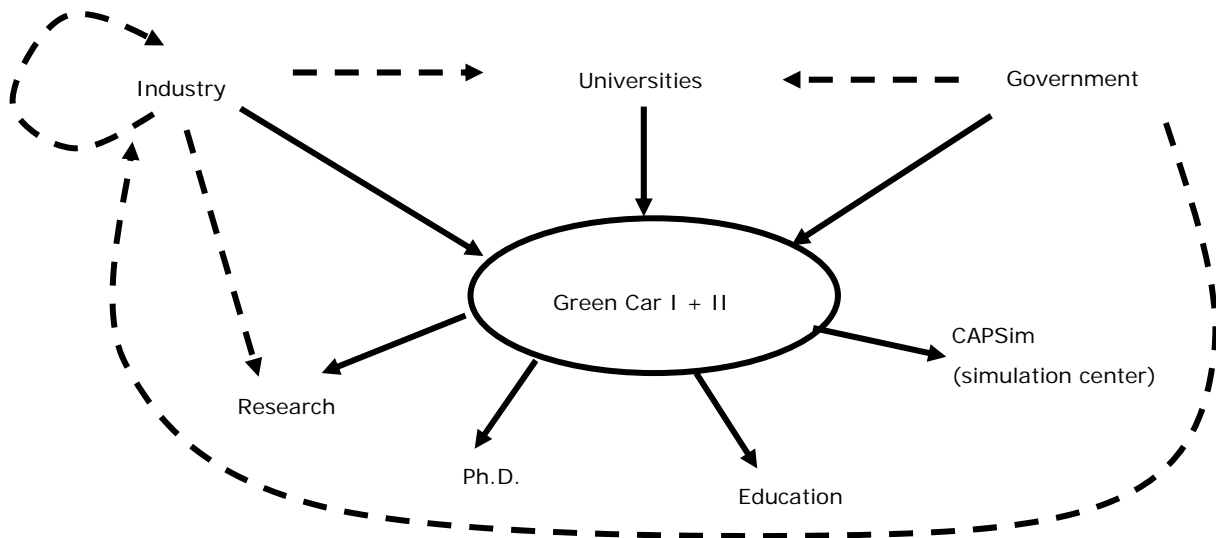 Industry
Universities
Government
Green Car I + II
CAPSim
(simulation center)
Research
Ph.D.
Education